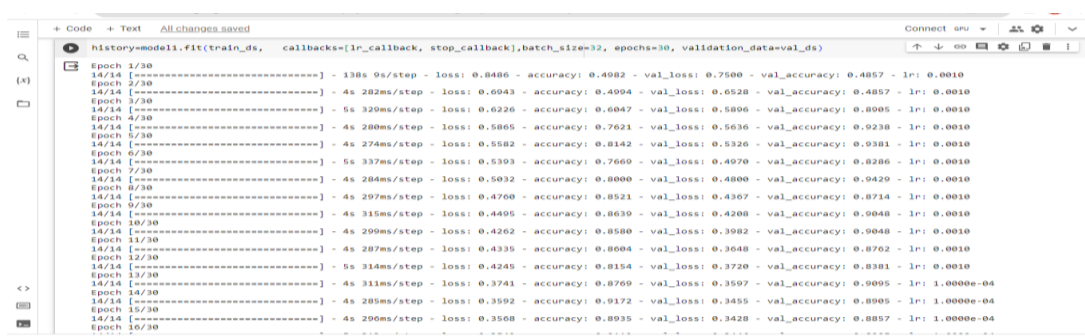 + Code + Text All changes saved Connect GPU
history=model1.fit(train_ds, callbacks=[lr_callback, stop_callback],batch_size=32, epochs=30, validation_data=val_ds)
Epoch 1/30
14/14 [==============================] - 138s 9s/step - loss: 0.8486 - accuracy: 0.4982 - val_loss: 0.7500 - val_accuracy: 0.4857 - lr: 0.0010
Epoch 2/30
14/14 [==============================] - 4s 282ms/step - loss: 0.6943 - accuracy: 0.4994 - val_loss: 0.6528 - val_accuracy: 0.4857 - lr: 0.0010
Epoch 3/30
14/14 [==============================] - 5s 329ms/step - loss: 0.6226 - accuracy: 0.6047 - val_loss: 0.5896 - val_accuracy: 0.8905 - lr: 0.0010
Epoch 4/30
14/14 [==============================] - 4s 280ms/step - loss: 0.5865 - accuracy: 0.7621 - val_loss: 0.5636 - val_accuracy: 0.9238 - lr: 0.0010
Epoch 5/30
14/14 [==============================] - 4s 274ms/step - loss: 0.5582 - accuracy: 0.8142 - val_loss: 0.5326 - val_accuracy: 0.9381 - lr: 0.0010
Epoch 6/30
14/14 [==============================] - 5s 337ms/step - loss: 0.5393 - accuracy: 0.7669 - val_loss: 0.4970 - val_accuracy: 0.8286 - lr: 0.0010
Epoch 7/30
14/14 [==============================] - 4s 284ms/step - loss: 0.5032 - accuracy: 0.8000 - val_loss: 0.4800 - val_accuracy: 0.9429 - lr: 0.0010
Epoch 8/30
14/14 [==============================] - 4s 297ms/step - loss: 0.4760 - accuracy: 0.8521 - val_loss: 0.4367 - val_accuracy: 0.8714 - lr: 0.0010
Epoch 9/30
14/14 [==============================] - 4s 315ms/step - loss: 0.4495 - accuracy: 0.8639 - val_loss: 0.4208 - val_accuracy: 0.9048 - lr: 0.0010
Epoch 10/30
14/14 [==============================] - 4s 299ms/step - loss: 0.4262 - accuracy: 0.8580 - val_loss: 0.3982 - val_accuracy: 0.9048 - lr: 0.0010
Epoch 11/30
14/14 [==============================] - 4s 287ms/step - loss: 0.4335 - accuracy: 0.8604 - val_loss: 0.3648 - val_accuracy: 0.8762 - lr: 0.0010
Epoch 12/30
14/14 [==============================] - 5s 314ms/step - loss: 0.4245 - accuracy: 0.8154 - val_loss: 0.3720 - val_accuracy: 0.8381 - lr: 0.0010
Epoch 13/30
14/14 [==============================] - 4s 311ms/step - loss: 0.3741 - accuracy: 0.8769 - val_loss: 0.3597 - val_accuracy: 0.9095 - lr: 1.0000e-04
Epoch 14/30
14/14 [==============================] - 4s 285ms/step - loss: 0.3592 - accuracy: 0.9172 - val_loss: 0.3455 - val_accuracy: 0.8905 - lr: 1.0000e-04
Epoch 15/30
14/14 [==============================] - 4s 296ms/step - loss: 0.3568 - accuracy: 0.8935 - val_loss: 0.3428 - val_accuracy: 0.8857 - lr: 1.0000e-04
Epoch 16/30